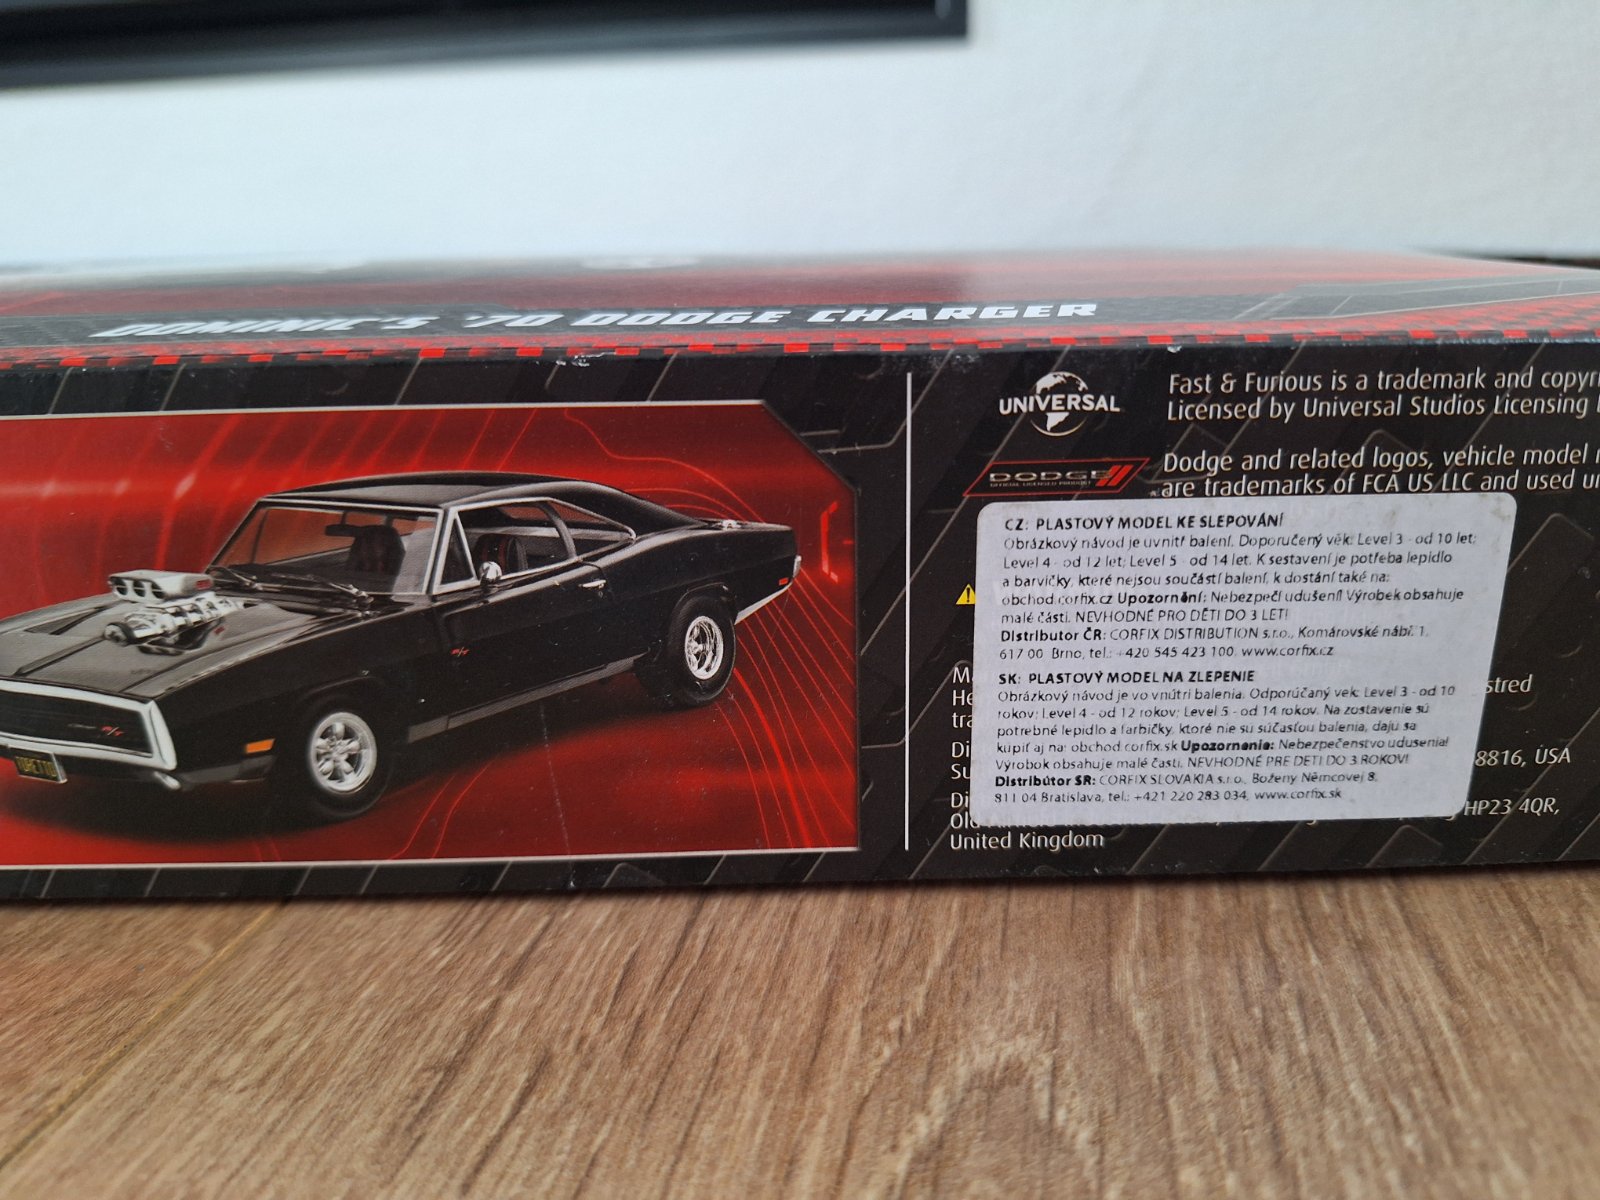 DOMINIC'S '70 DODGE CHARGER
UNIVERSAL
Fast & Furious is a trademark and copyri
Licensed by Universal Studios Licensing
DODGE
OFFICIAL LICENSED PRODUCT
Dodge and related logos, vehicle model
are trademarks of FCA US LLC and used un
CZ: PLASTOVÝ MODEL KE SLEPOVÁNÍ
Obrázkový návod je uvnitř balení. Doporučený věk: Level 3 - od 10 let;
Level 4 - od 12 let; Level 5 - od 14 let. K sestavení je potřeba lepidlo
a barvičky, které nejsou součástí balení, k dostání také na:
obchod.corfix.cz Upozornění: Nebezpečí udušení! Výrobek obsahuje
malé části. NEVHODNÉ PRO DĚTI DO 3 LET!
Distributor ČR: CORFIX DISTRIBUTION s.r.o., Komárovské nábř. 1,
617 00 Brno, tel.: +420 545 423 100, www.corfix.cz
SK: PLASTOVÝ MODEL NA ZLEPENIE
Obrázkový návod je vo vnútri balenia. Odporúčaný vek: Level 3 - od 10
rokov; Level 4 - od 12 rokov; Level 5 - od 14 rokov. Na zostavenie sú
potrebné lepidlo a farbičky, ktoré nie sú súčasťou balenia, dajú sa
kúpiť aj na: obchod.corfix.sk Upozornenie: Nebezpečenstvo udusenia!
Výrobok obsahuje malé časti. NEVHODNÉ PRE DETI DO 3 ROKOV!
Distribútor SR: CORFIX SLOVAKIA s.r.o., Boženy Němcovej 8,
811 04 Bratislava, tel.: +421 220 283 034, www.corfix.sk
stred
8816, USA
HP23 4QR,
United Kingdom
R/T
R/T
TORETTO